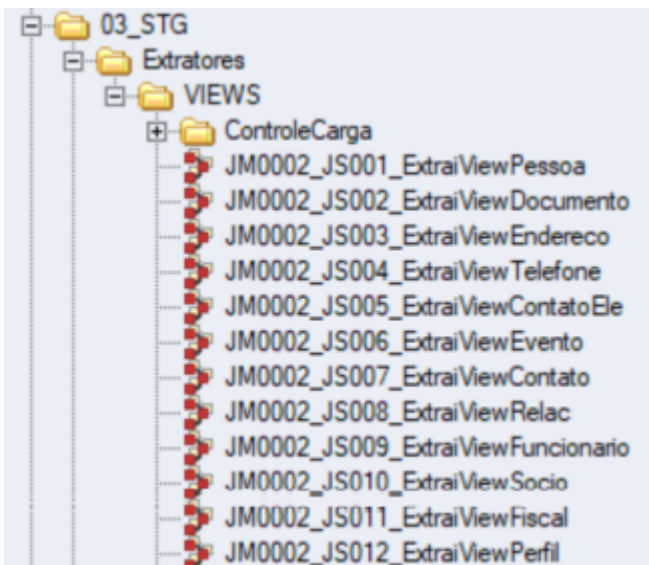 03_STG
Extratores
VIEWS
ControleCarga
JM0002_JS001_ExtraiViewPessoa
JM0002_JS002_ExtraiViewDocumento
JM0002_JS003_ExtraiViewEndereco
JM0002_JS004_ExtraiViewTelefone
JM0002_JS005_ExtraiViewContatoEle
JM0002_JS006_ExtraiViewEvento
JM0002_JS007_ExtraiViewContato
JM0002_JS008_ExtraiViewRelac
JM0002_JS009_ExtraiViewFuncionario
JM0002_JS010_ExtraiViewSocio
JM0002_JS011_ExtraiViewFiscal
JM0002_JS012_ExtraiViewPerfil